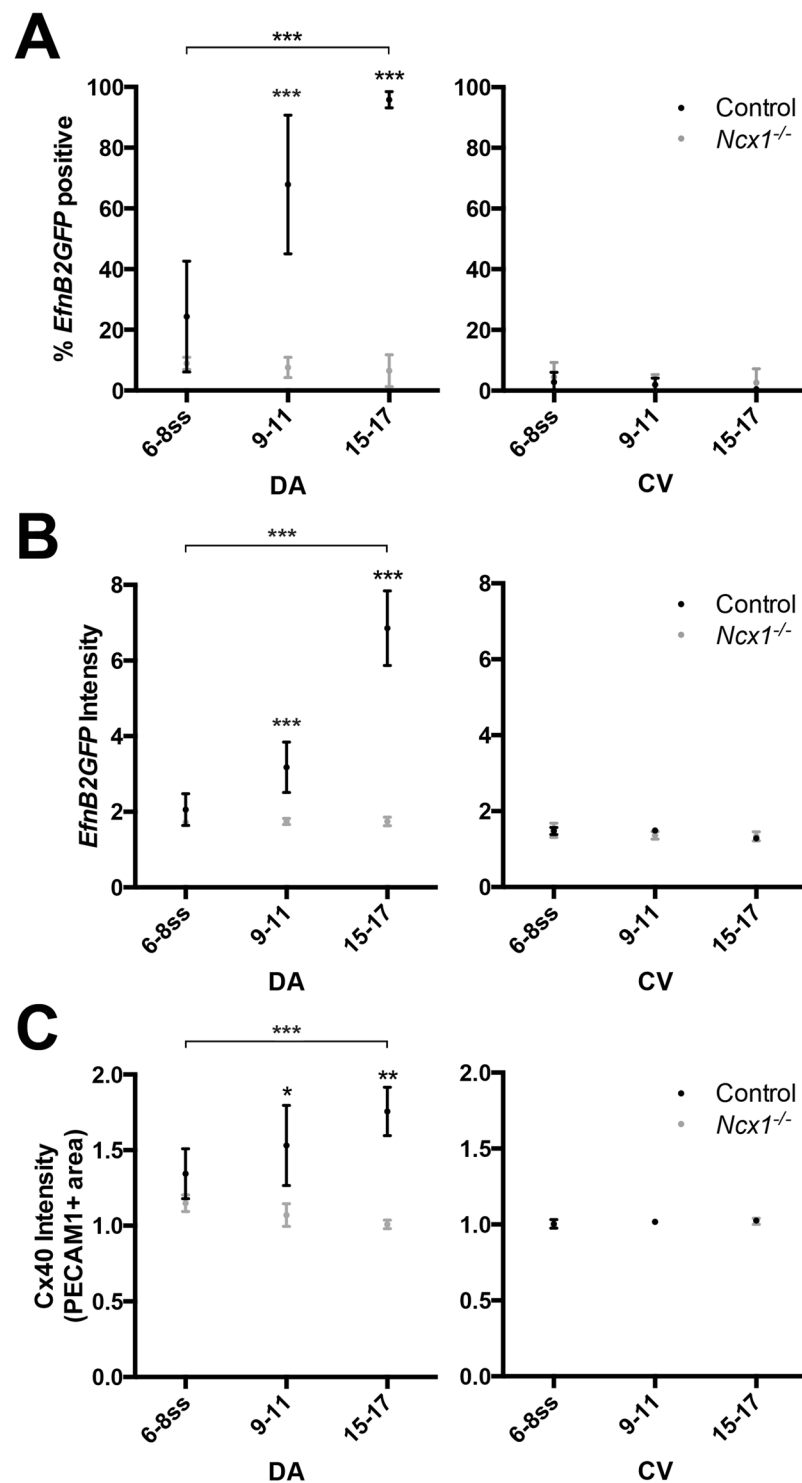 A
***
***
***
100
80
60
40
20
0
% EfnB2GFP positive
6-8ss
9-11
15-17
DA
100
80
60
40
20
0
Control
Ncx1-/-
6-8ss
9-11
15-17
CV
B
***
***
***
8
6
4
2
0
EfnB2GFP Intensity
6-8ss
9-11
15-17
DA
8
6
4
2
0
Control
Ncx1-/-
6-8ss
9-11
15-17
CV
C
***
*
**
2.0
1.5
1.0
0.5
0.0
Cx40 Intensity
(PECAM1+ area)
6-8ss
9-11
15-17
DA
2.0
1.5
1.0
0.5
0.0
Control
Ncx1-/-
6-8ss
9-11
15-17
CV